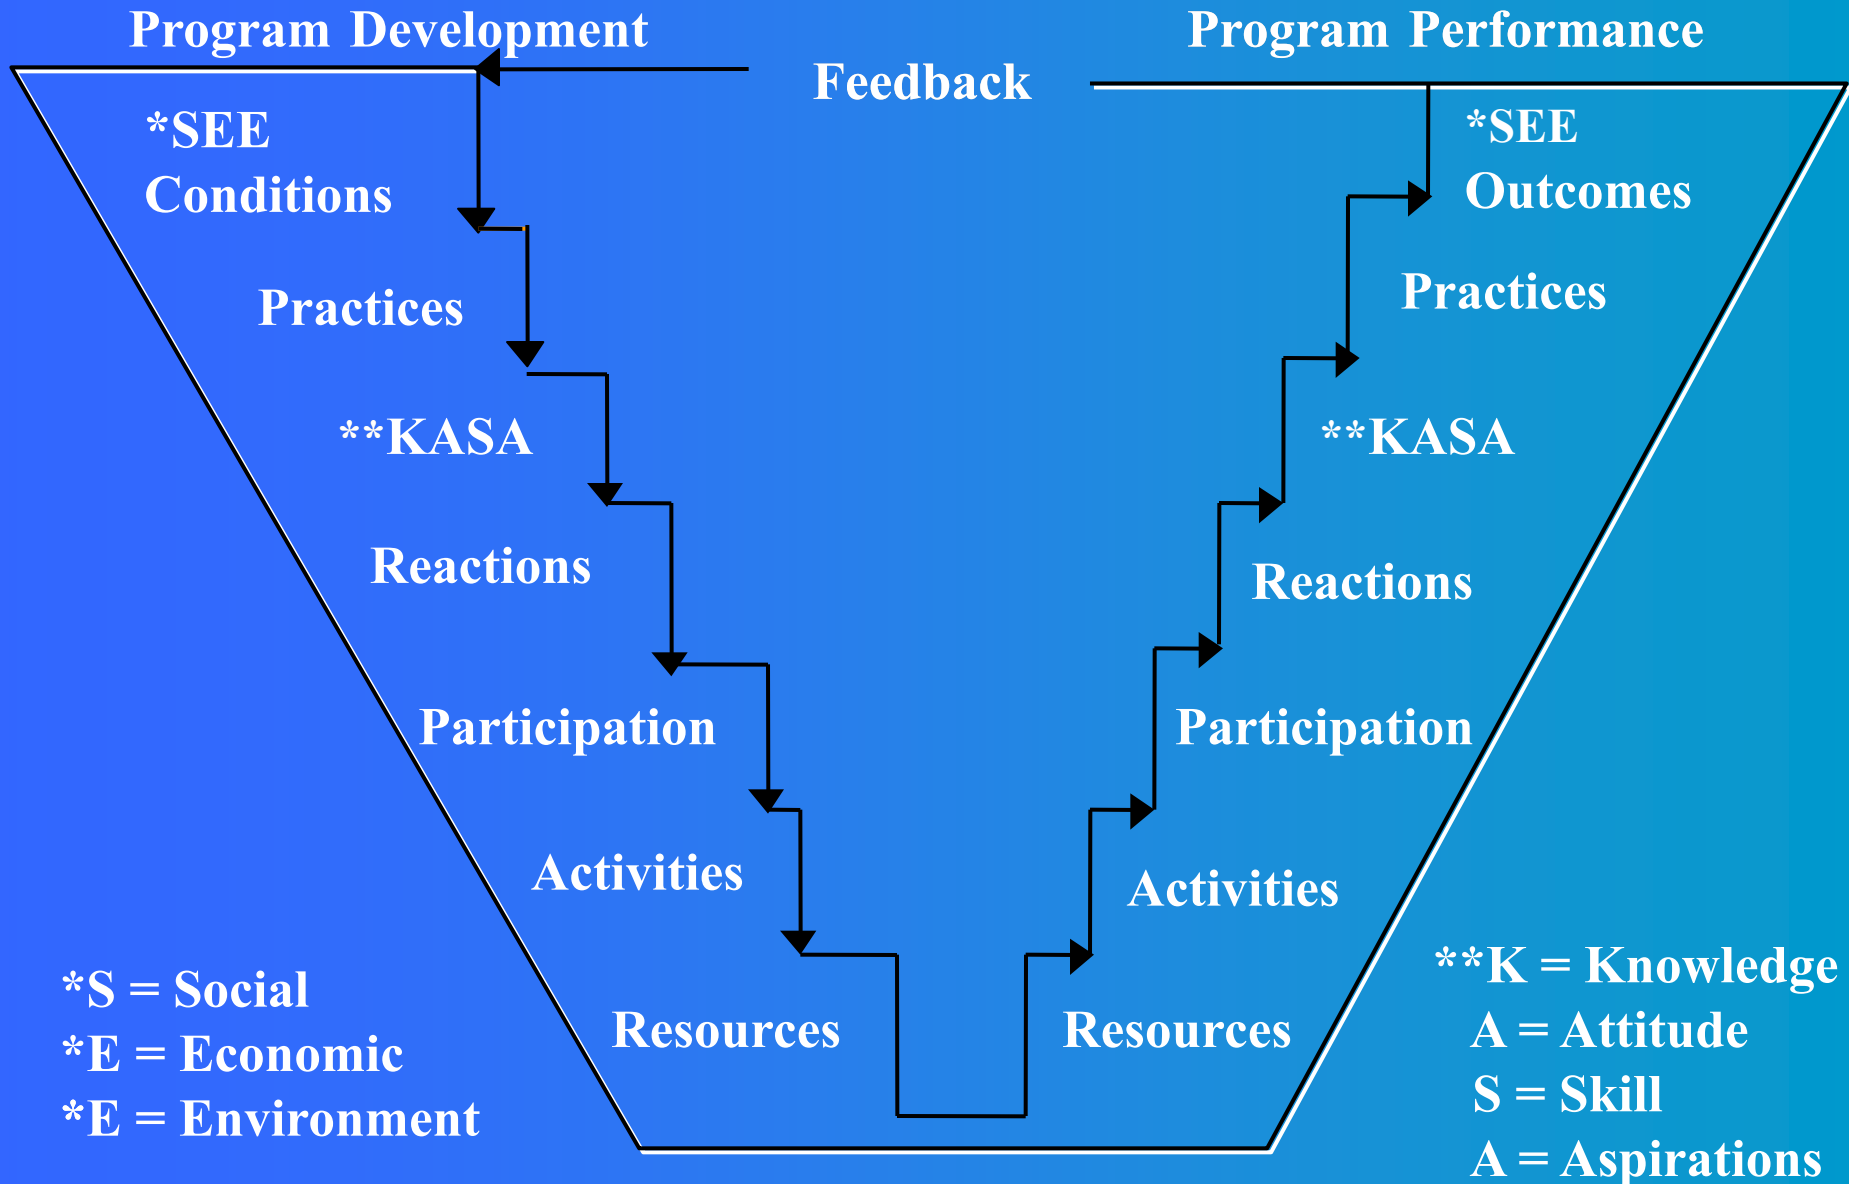 Program Development
Program Performance
Feedback
*SEE
Conditions
Practices
**KASA
Reactions
Participation
Activities
Resources
*SEE
Outcomes
Practices
**KASA
Reactions
Participation
Activities
Resources
*S = Social
*E = Economic
*E = Environment
**K = Knowledge
A = Attitude
S = Skill
A = Aspirations